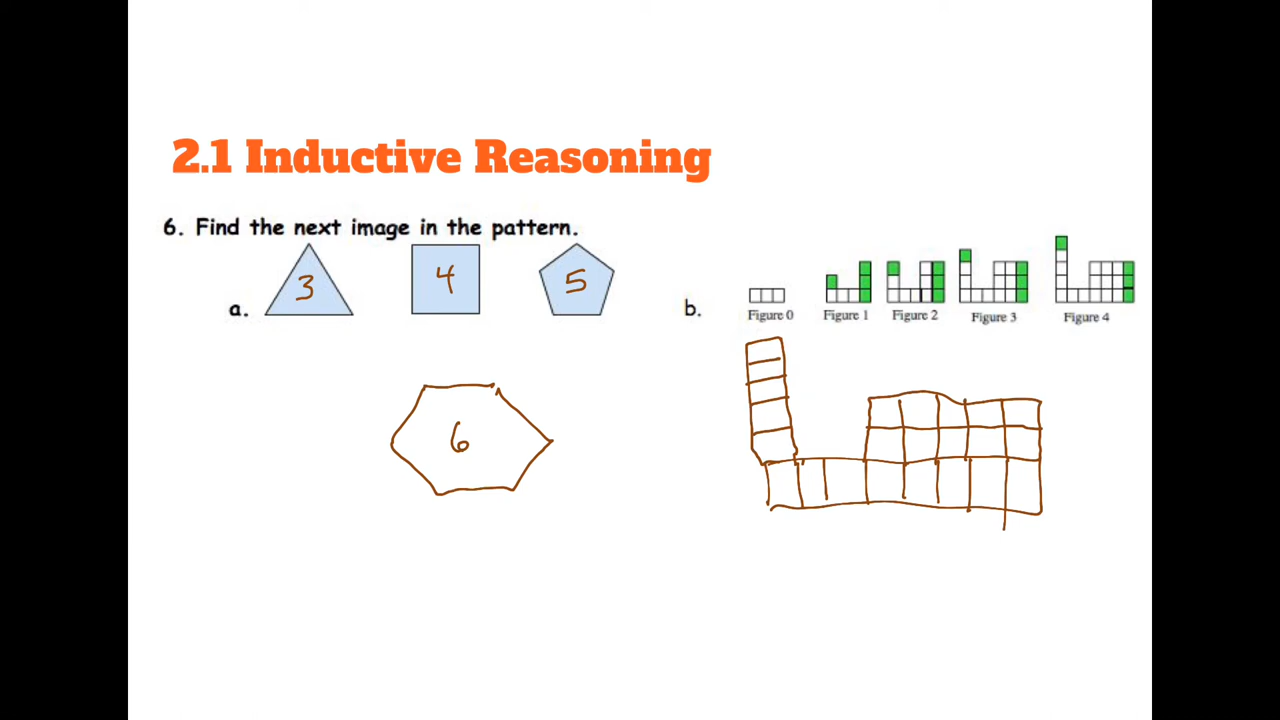 2.1 Inductive Reasoning
6. Find the next image in the pattern.
3 4 5
a.
b.
Figure 0 Figure 1 Figure 2 Figure 3 Figure 4
6